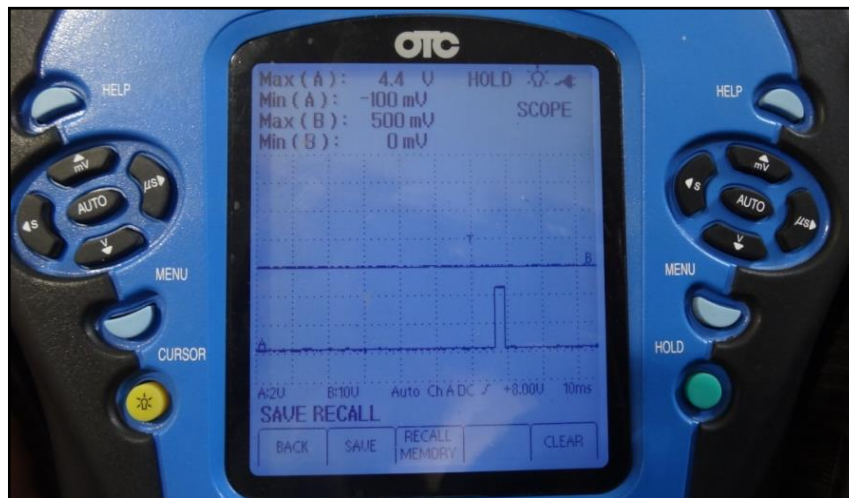 OTC
HELP
HELP
Max ( A ): 4.4 V HOLD
Min ( A ): -100 mV
SCOPE
Max ( B ): 500 mV
Min ( B ): 0 mV
mV
µs
AUTO
s
V
mV
s
AUTO
µs
V
T
B
MENU
MENU
A
CURSOR
HOLD
A:2V B:10V Auto Ch A DC +8.00V 10ms
SAVE RECALL
BACK SAVE RECALL MEMORY CLEAR